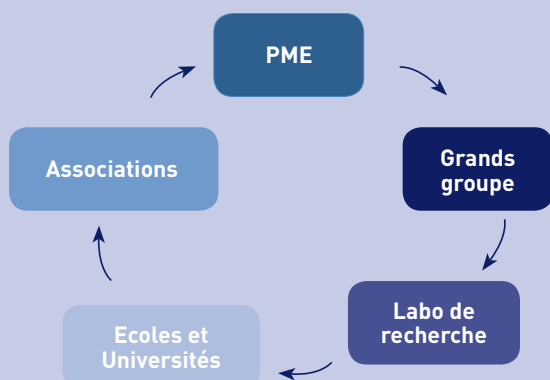 PME
Grands
groupe
Labo de
recherche
Ecoles et
Universités
Associations